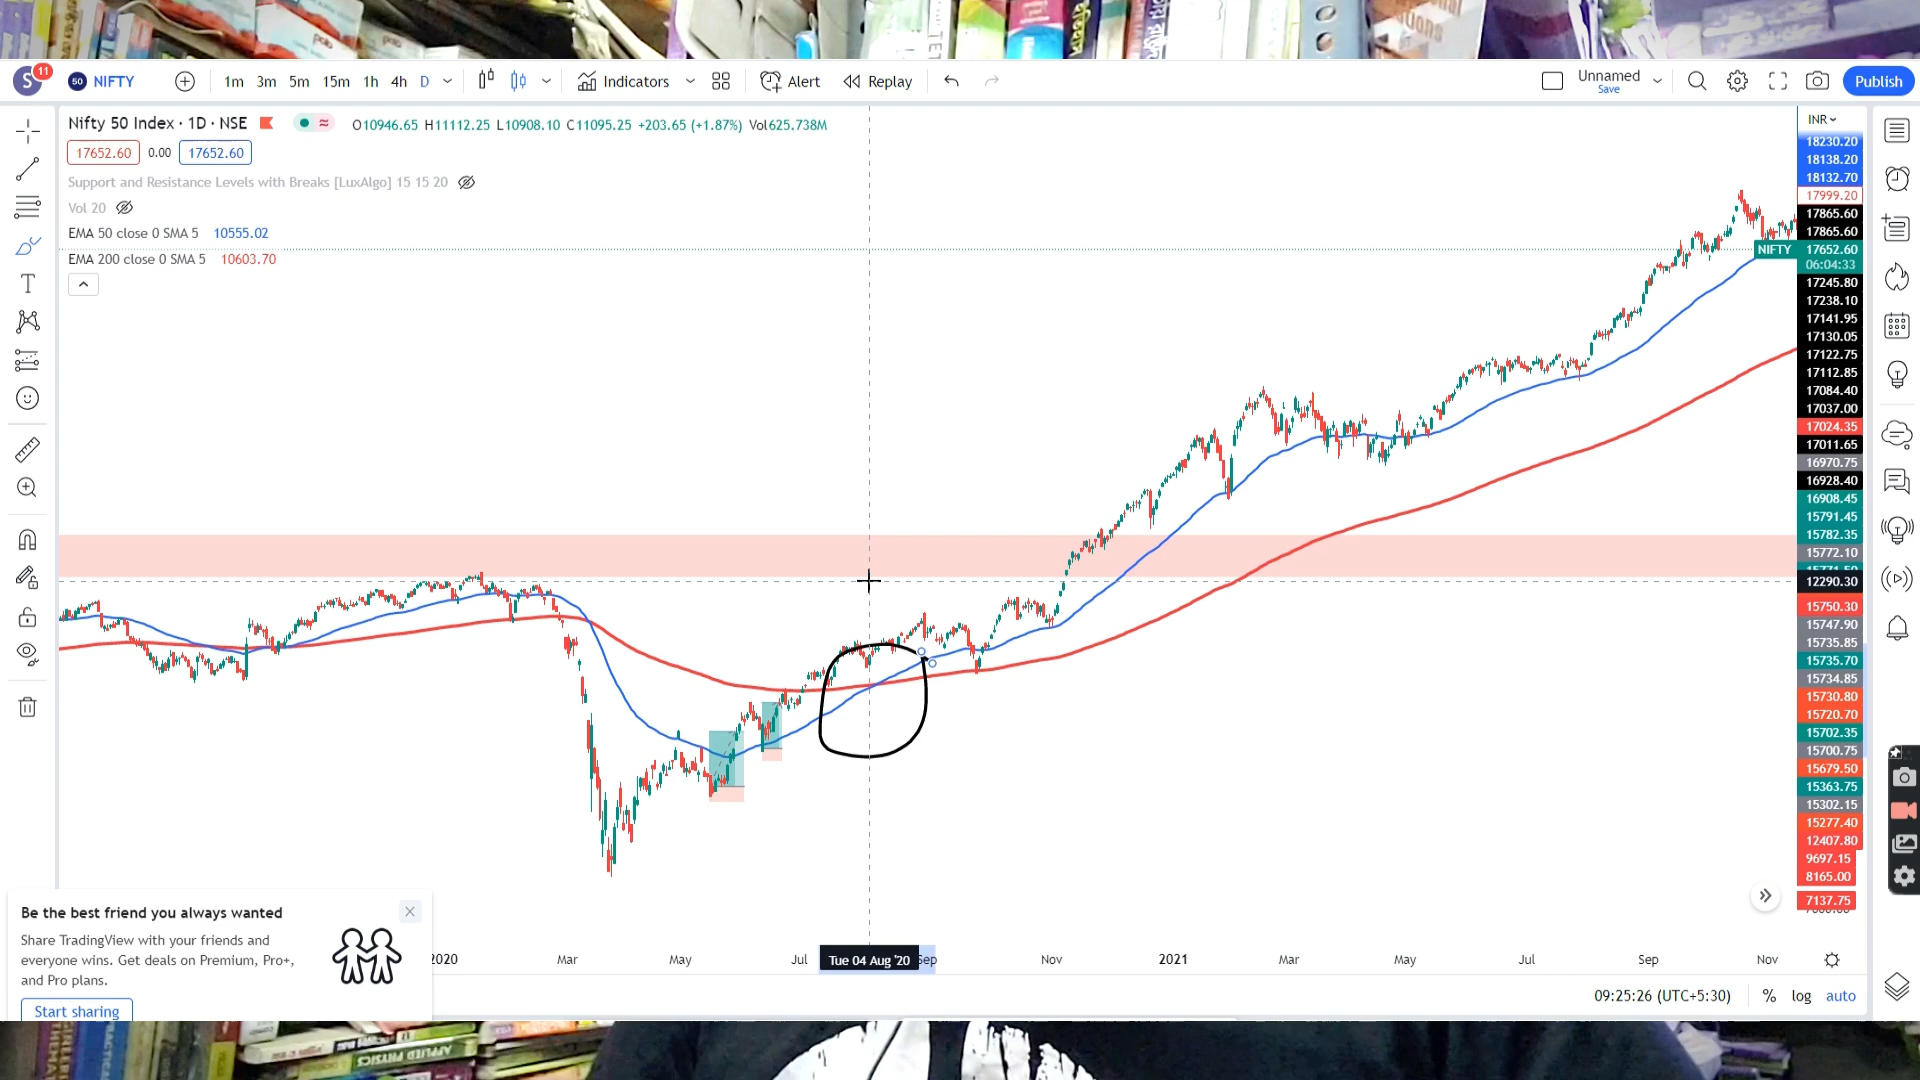 S 11 50 NIFTY 1m 3m 5m 15m 1h 4h D Indicators Alert Replay Unnamed Publish
Save
Nifty 50 Index · 1D · NSE O10946.65 H11112.25 L10908.10 C11095.25 +203.65 (+1.87%) Vol625.738M
17652.60 0.00 17652.60
Support and Resistance Levels with Breaks [LuxAlgo] 15 15 20
Vol 20
EMA 50 close 0 SMA 5 10555.02
EMA 200 close 0 SMA 5 10603.70
INR
18230.20
18138.20
18132.70
17999.20
17865.60
17865.60
NIFTY 17652.60
06:04:33
17245.80
17238.10
17141.95
17130.05
17122.75
17112.85
17084.40
17037.00
17024.35
17011.65
16970.75
16928.40
16908.45
15791.45
15782.35
15772.10
12290.30
15750.30
15747.90
15735.85
15735.70
15734.85
15730.80
15720.70
15702.35
15700.75
15679.50
15363.75
15302.15
15277.40
12407.80
9697.15
8165.00
7137.75
Be the best friend you always wanted
Share TradingView with your friends and
everyone wins. Get deals on Premium, Pro+,
and Pro plans.
Start sharing
2020 Mar May Jul Tue 04 Aug '20 Sep Nov 2021 Mar May Jul Sep Nov
09:25:26 (UTC+5:30) % log auto